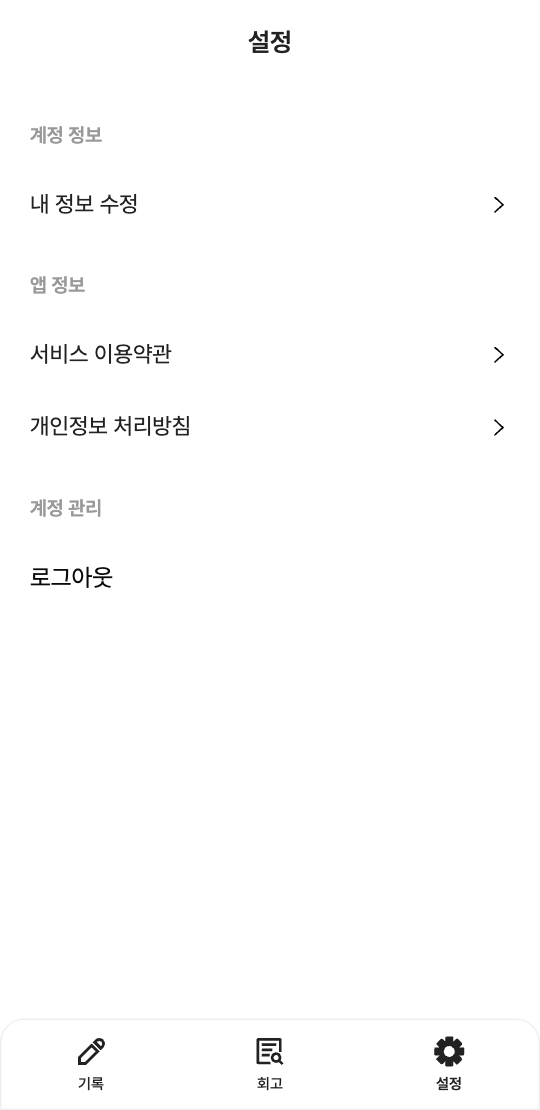 설정
계정 정보
내 정보 수정
앱 정보
서비스 이용약관
개인정보 처리방침
계정 관리
로그아웃
기록
회고
설정